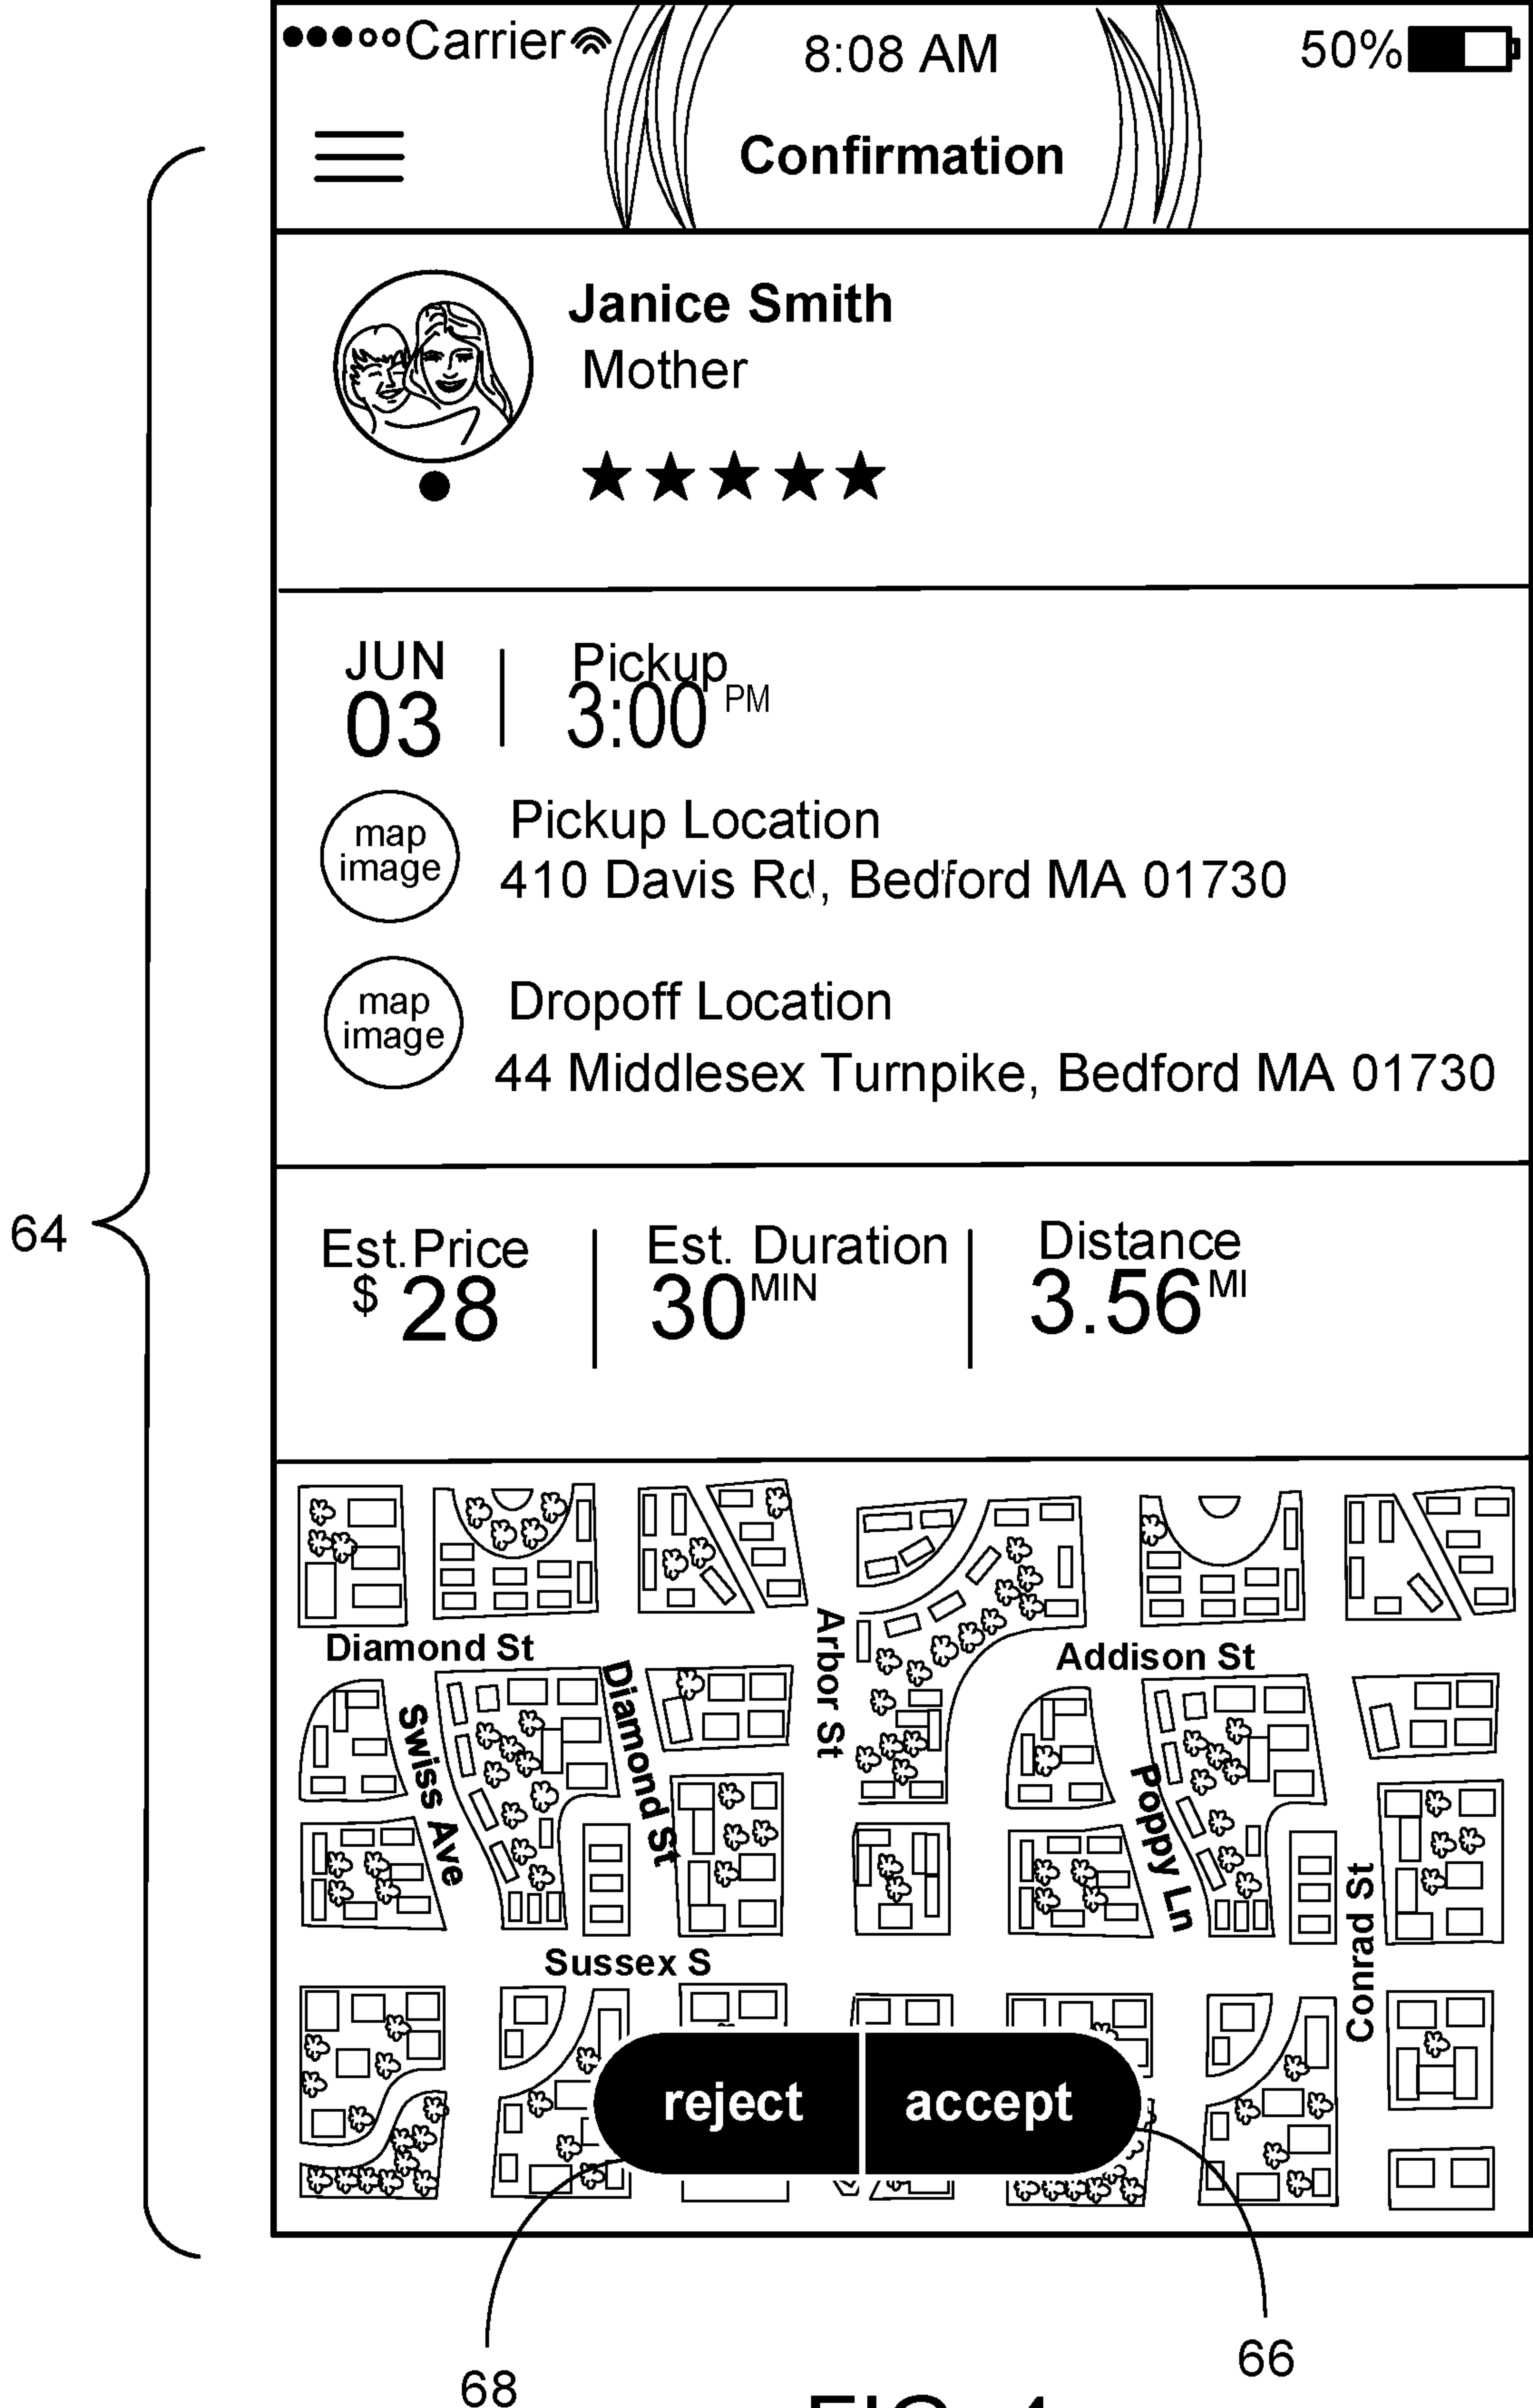 Carrier 8:08 AM 50%
Confirmation
Janice Smith
Mother
JUN
03
Pickup
3:00 PM
map
image
Pickup Location
410 Davis Rd, Bedford MA 01730
map
image
Dropoff Location
44 Middlesex Turnpike, Bedford MA 01730
64
Est.Price
$ 28
Est. Duration
30 MIN
Distance
3.56 MI
Diamond St
Arbor St
Addison St
Swiss Ave
Diamond St
Poppy Ln
Conrad St
Sussex S
reject
accept
68
66